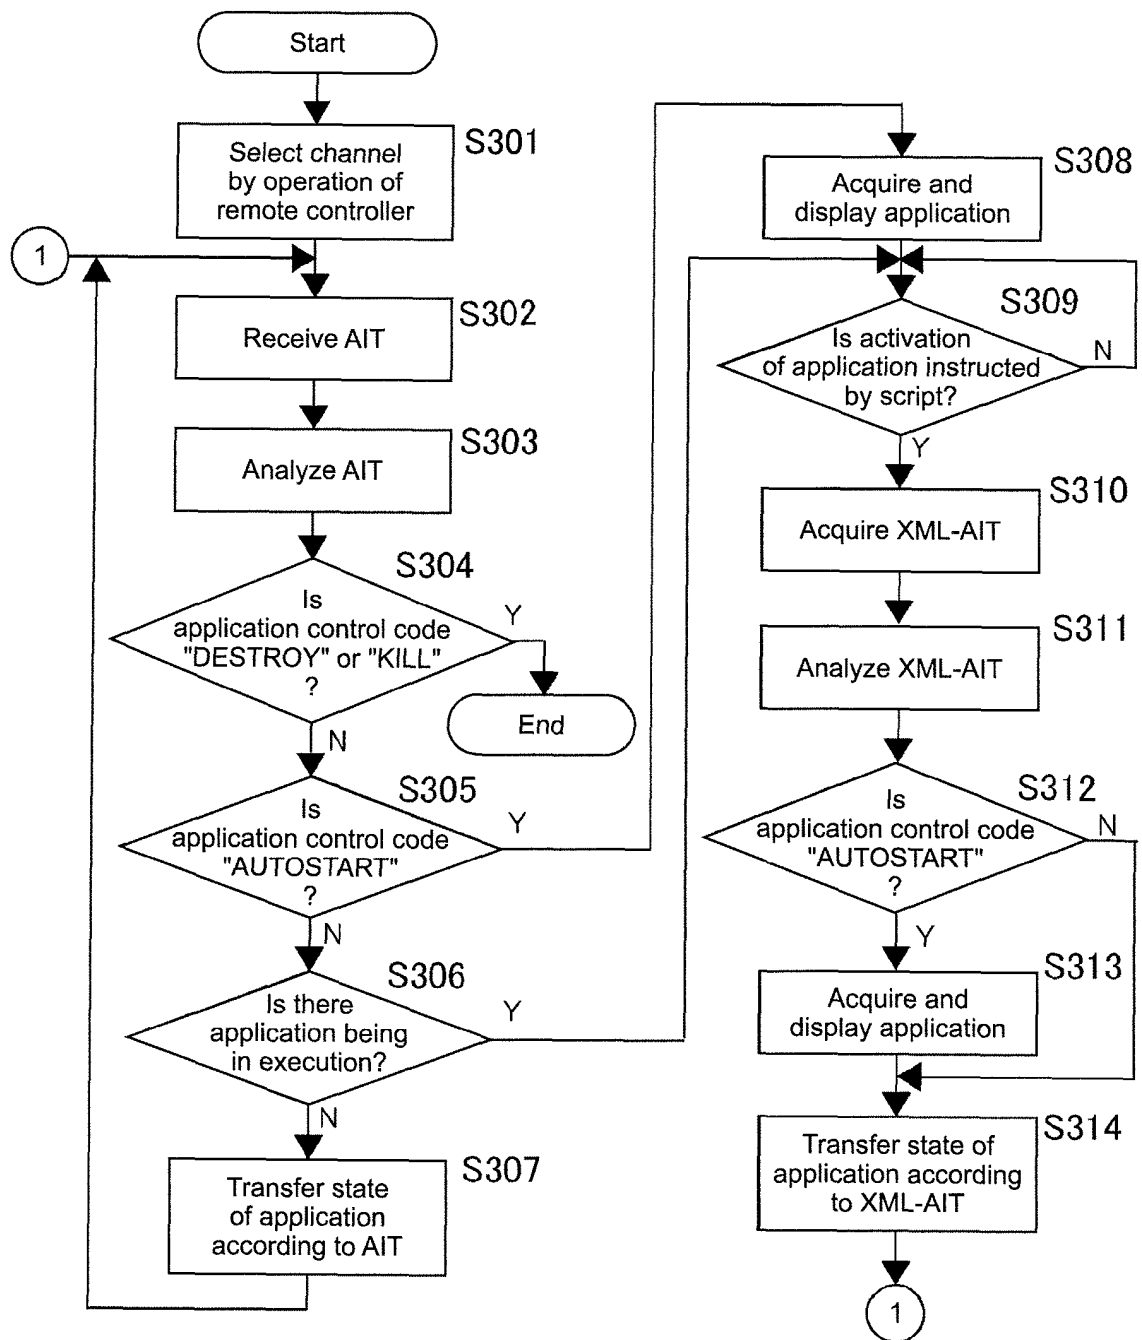 Start
S301
Select channel
by operation of
remote controller
1
S302
Receive AIT
S303
Analyze AIT
S304
Is
application control code
"DESTROY" or "KILL"
?
Y
End
N
S305
Is
application control code
"AUTOSTART"
?
Y
N
S306
Is there
application being
in execution?
Y
N
S307
Transfer state
of application
according to AIT
S308
Acquire and
display application
S309
Is activation
of application instructed
by script?
N
Y
S310
Acquire XML-AIT
S311
Analyze XML-AIT
S312
Is
application control code
"AUTOSTART"
?
N
Y
S313
Acquire and
display application
S314
Transfer state of
application according
to XML-AIT
1